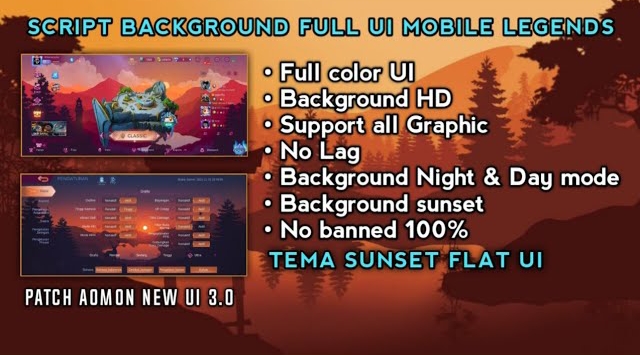 SCRIPT BACKGROUND FULL UI MOBILE LEGENDS
• Full color UI
• Background HD
• Support all Graphic
• No Lag
• Background Night & Day mode
• Background sunset
• No banned 100%
TEMA SUNSET FLAT UI
CLASSIC
PATCH AOMON NEW UI 3.0